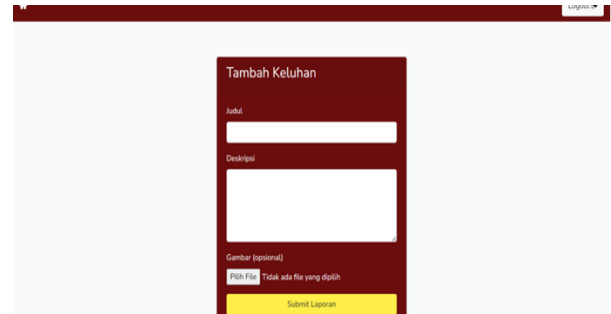 Logout
Tambah Keluhan
Judul
Deskripsi
Gambar (opsional)
Pilih File Tidak ada file yang dipilih
Submit Laporan